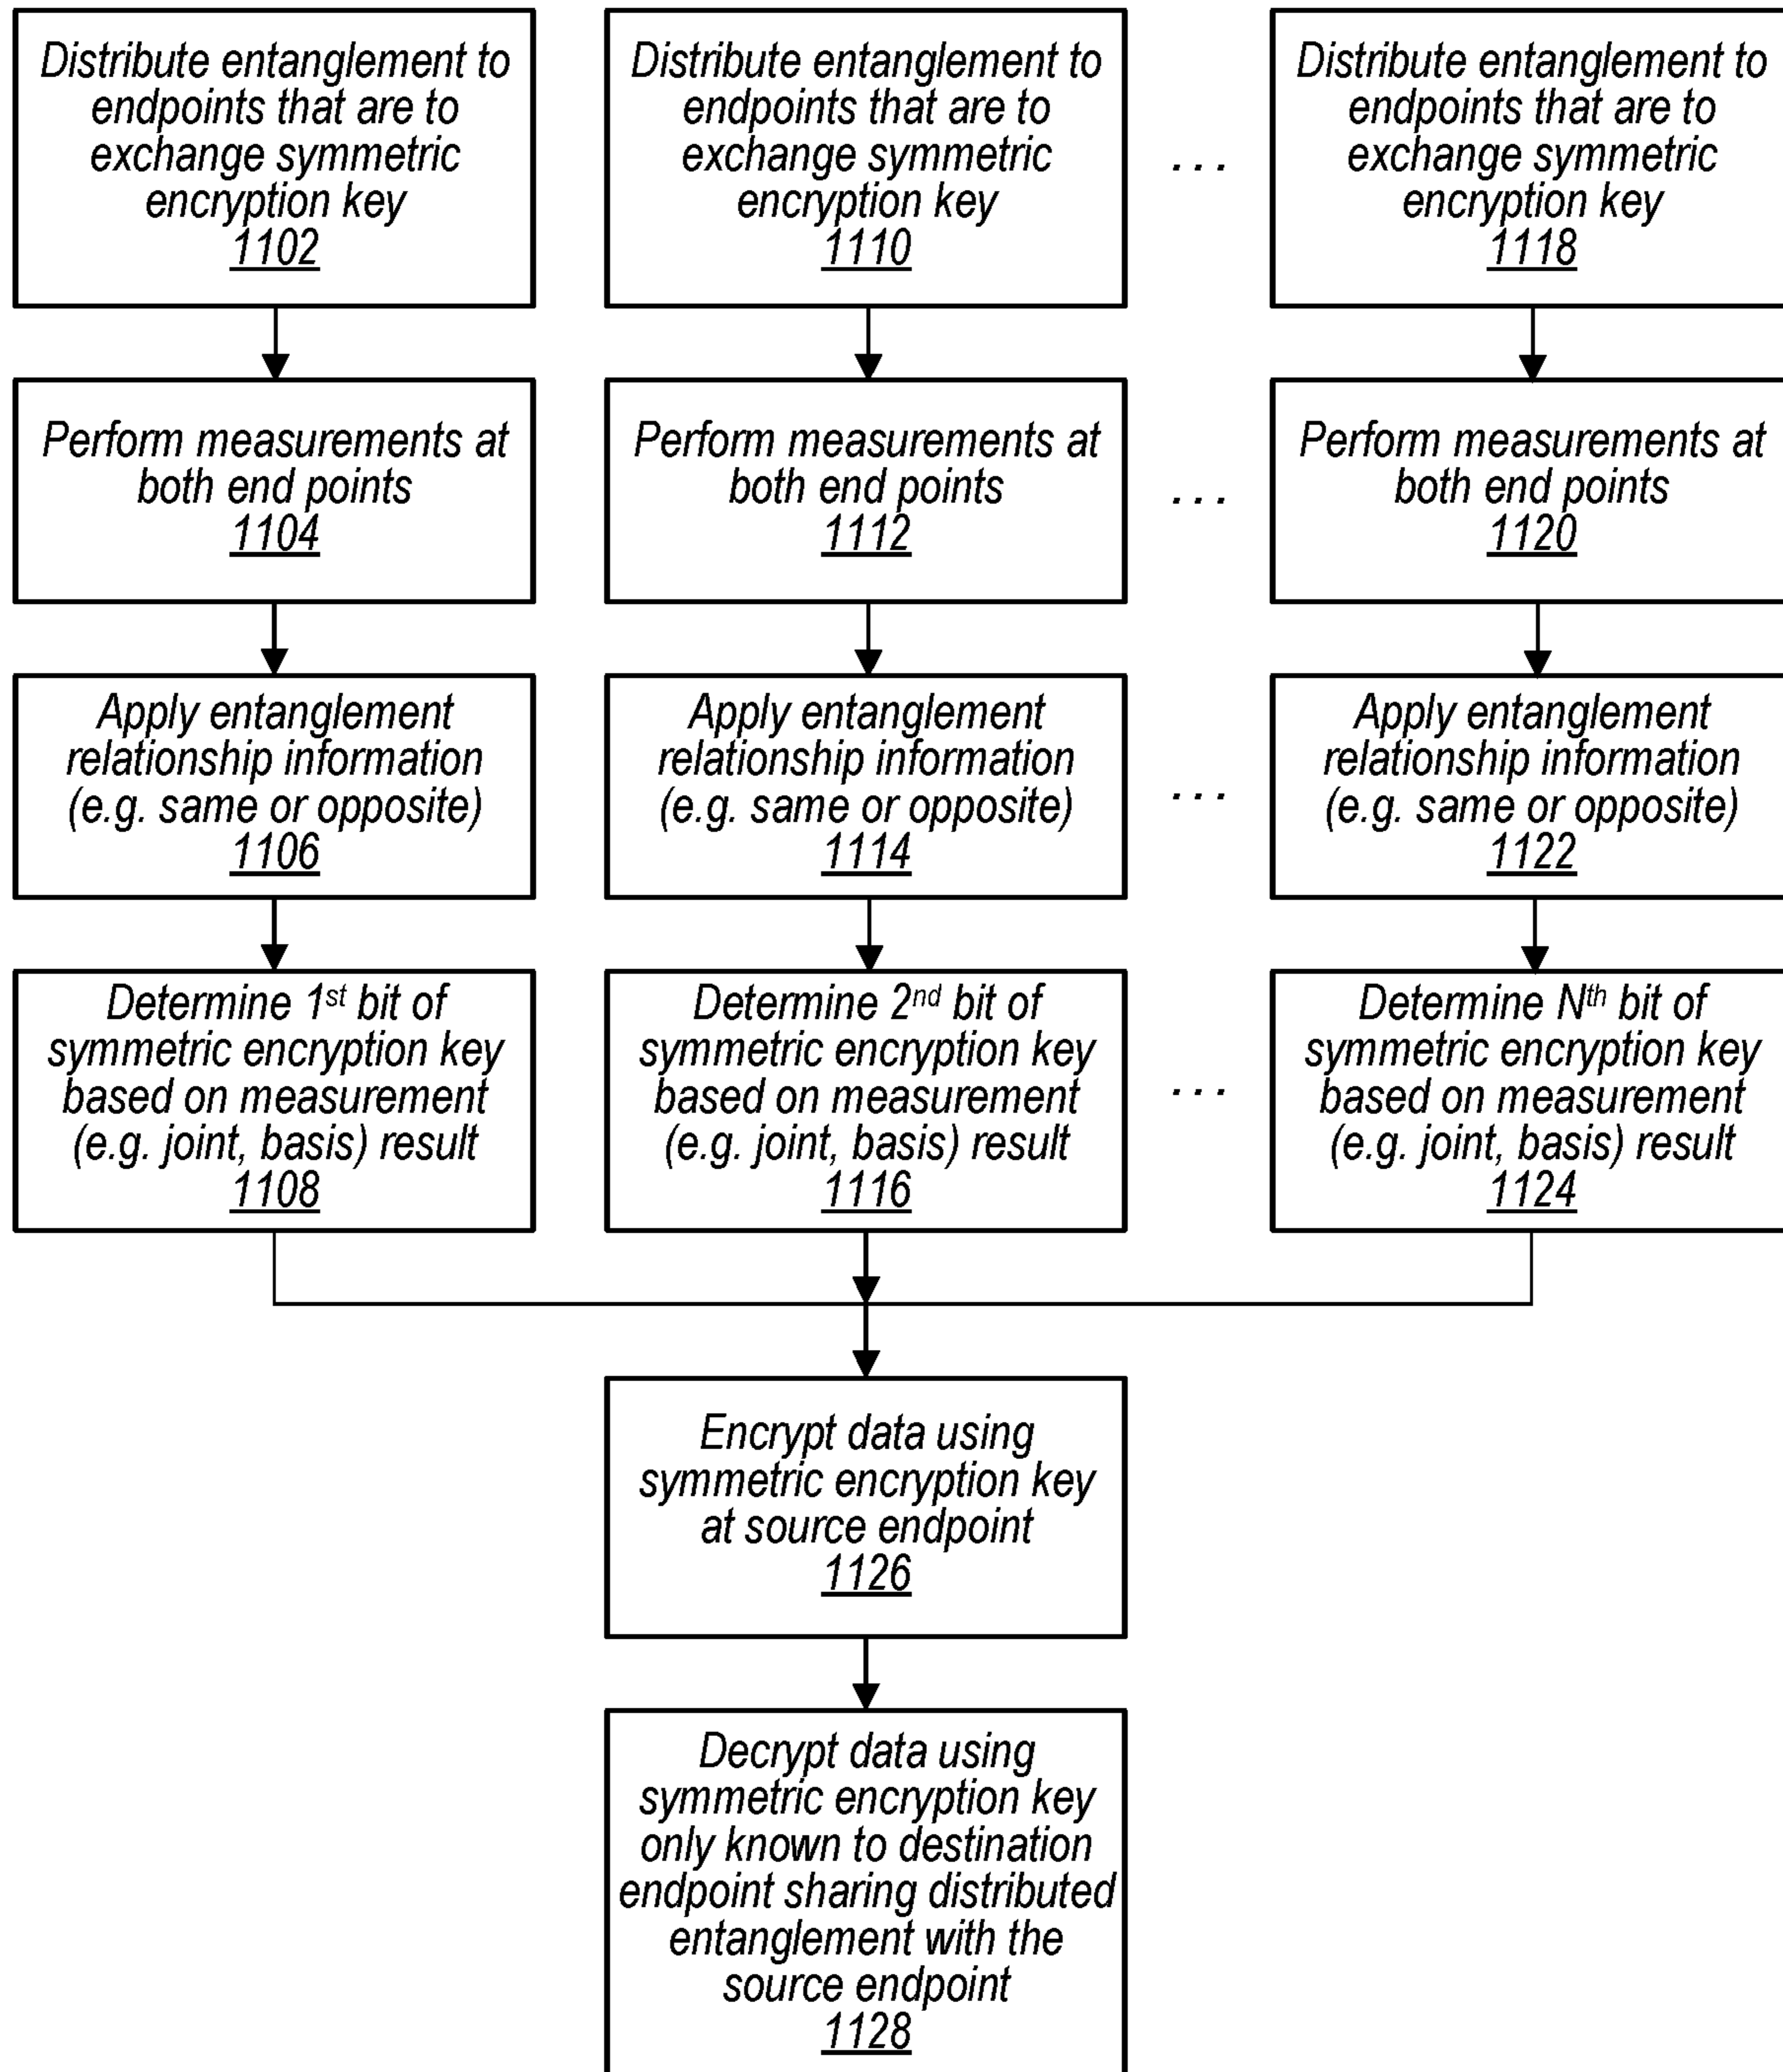 Distribute entanglement to
endpoints that are to
exchange symmetric
encryption key
1102
Perform measurements at
both end points
1104
Apply entanglement
relationship information
(e.g. same or opposite)
1106
Determine 1st bit of
symmetric encryption key
based on measurement
(e.g. joint, basis) result
1108
Distribute entanglement to
endpoints that are to
exchange symmetric
encryption key
1110
Perform measurements at
both end points
1112
Apply entanglement
relationship information
(e.g. same or opposite)
1114
Determine 2nd bit of
symmetric encryption key
based on measurement
(e.g. joint, basis) result
1116
...
...
...
...
Distribute entanglement to
endpoints that are to
exchange symmetric
encryption key
1118
Perform measurements at
both end points
1120
Apply entanglement
relationship information
(e.g. same or opposite)
1122
Determine Nth bit of
symmetric encryption key
based on measurement
(e.g. joint, basis) result
1124
Encrypt data using
symmetric encryption key
at source endpoint
1126
Decrypt data using
symmetric encryption key
only known to destination
endpoint sharing distributed
entanglement with the
source endpoint
1128